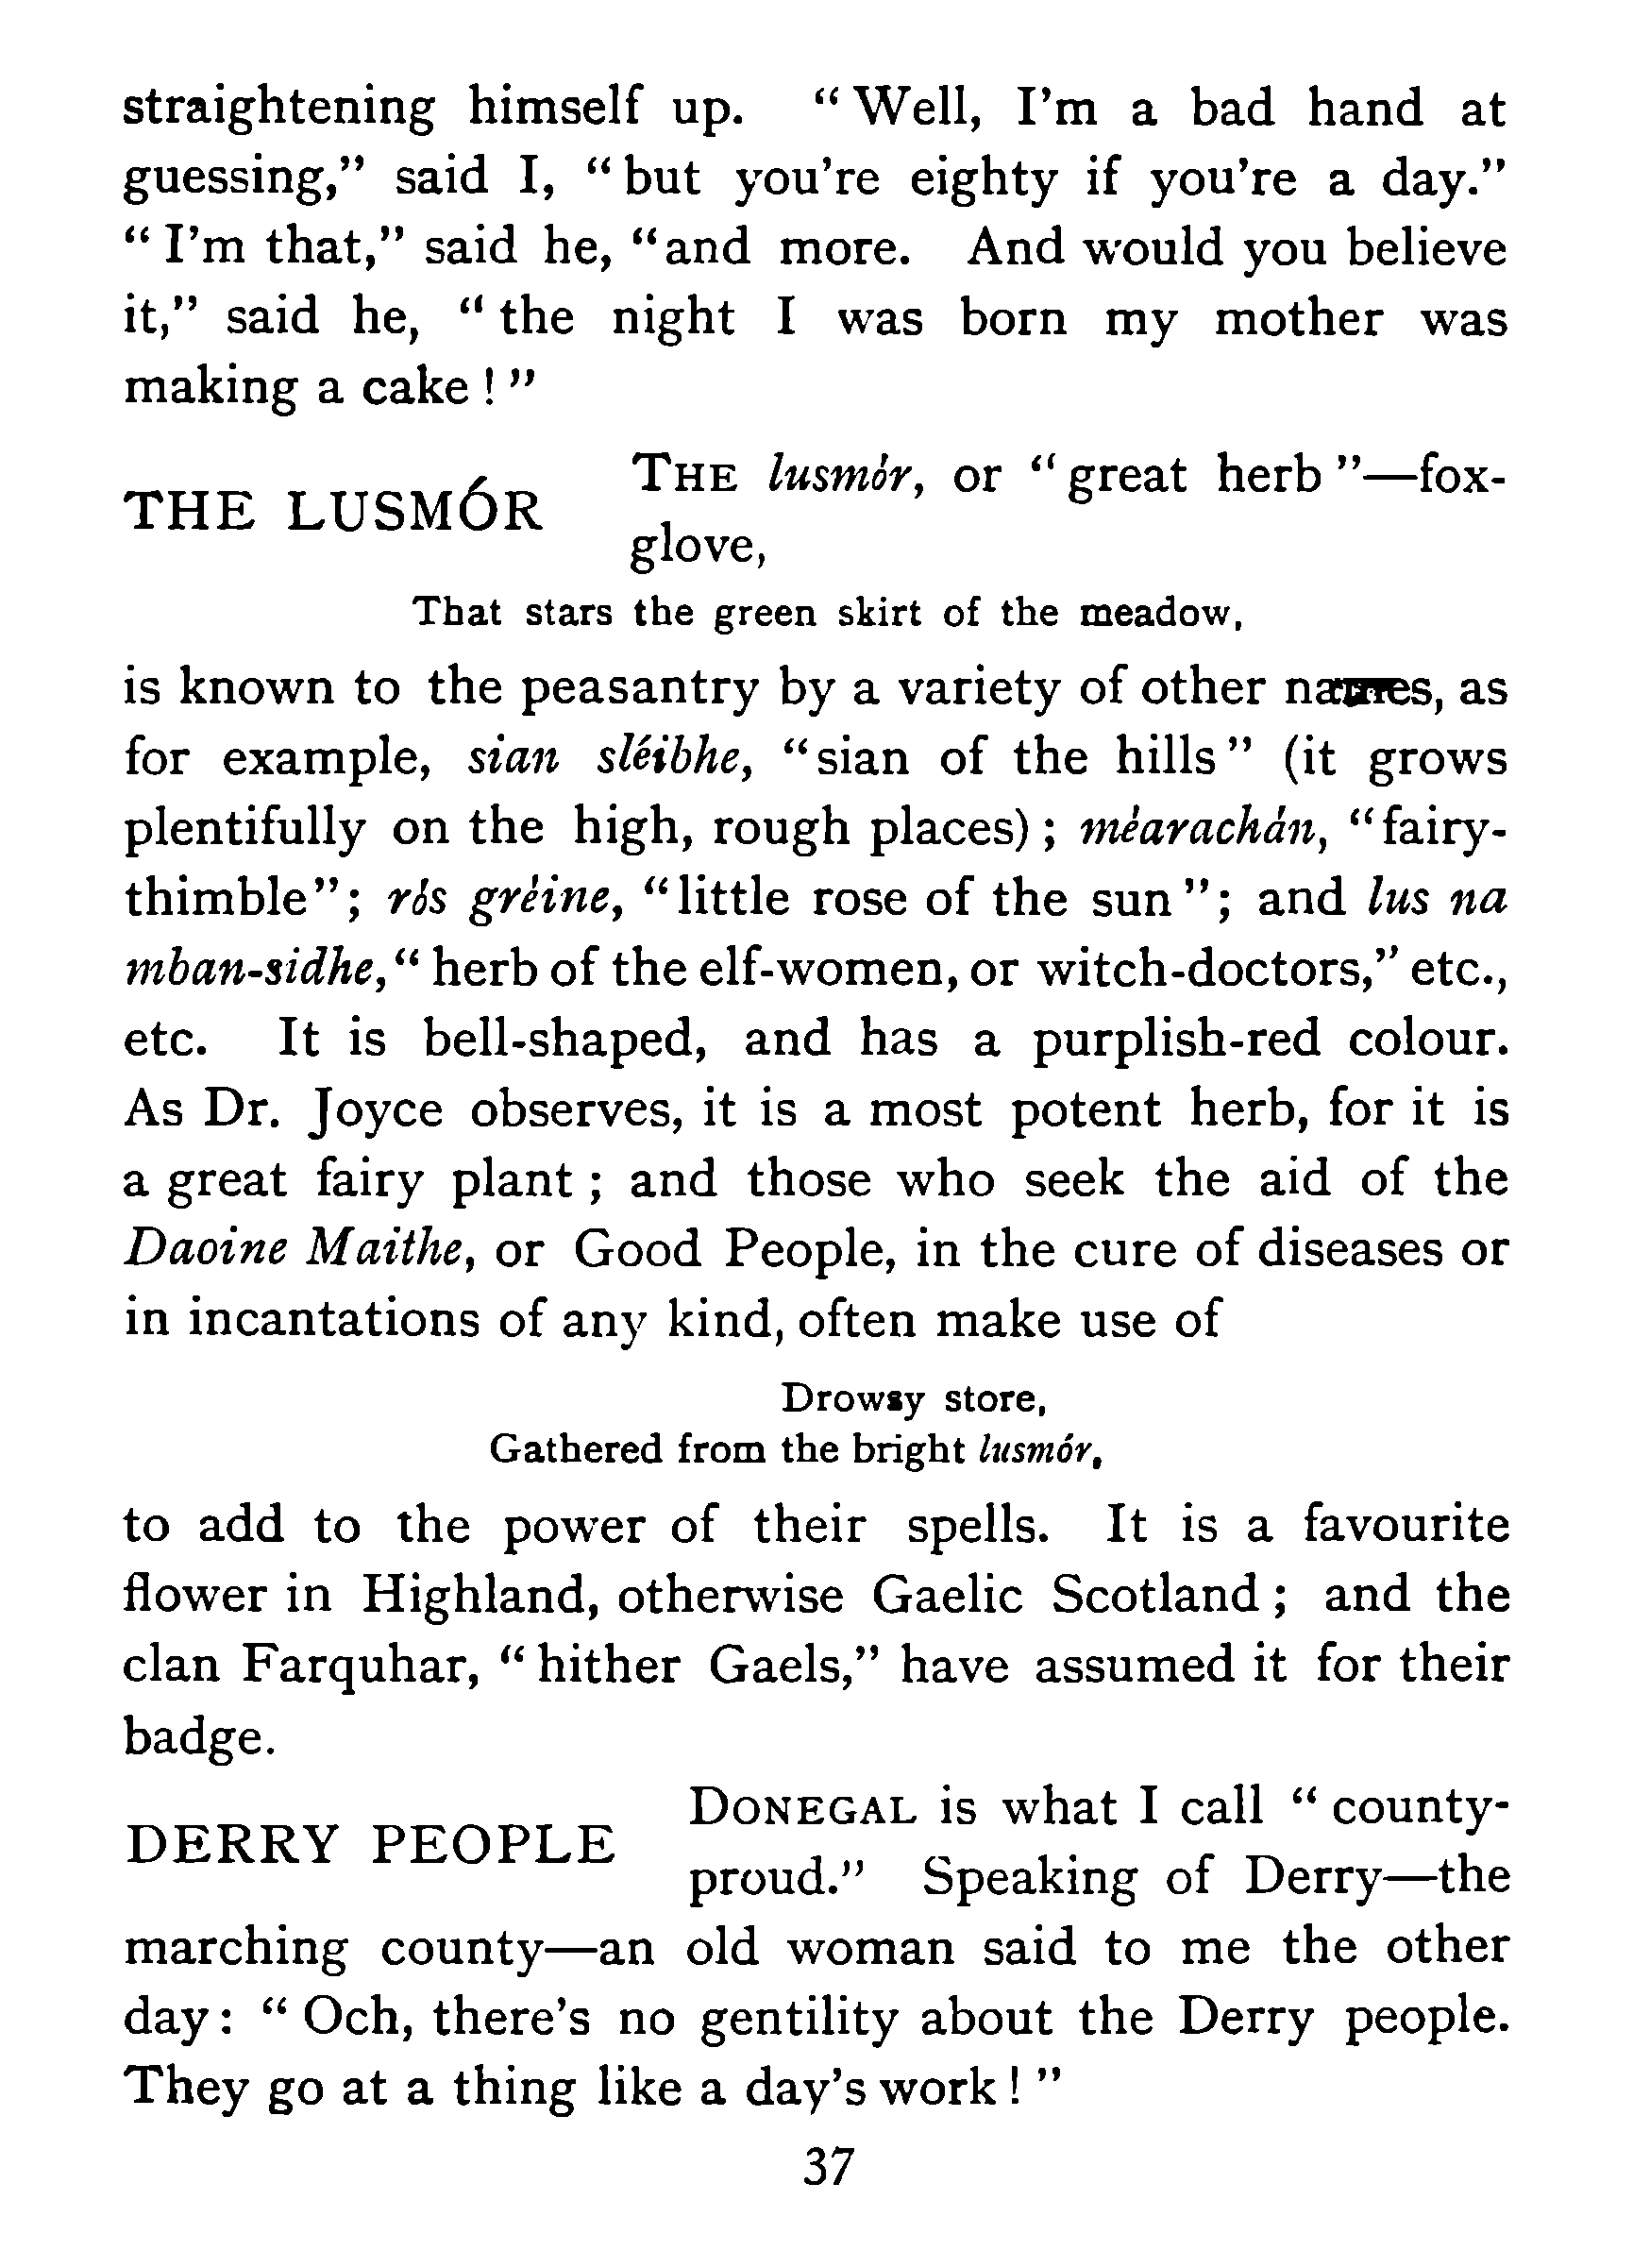 straightening himself up. “Well, I’m a bad hand at
guessing,” said I, “but you’re eighty if you’re a day.”
“I’m that,” said he, “and more. And would you believe
it,” said he, “the night I was born my mother was
making a cake!”
THE LUSMÓR
THE lusmór, or “great herb”—fox-
glove,
That stars the green skirt of the meadow,
is known to the peasantry by a variety of other names, as
for example, sian sléibhe, “sian of the hills” (it grows
plentifully on the high, rough places); méarachán, “fairy-
thimble”; rós gréine, “little rose of the sun”; and lus na
mban-sidhe, “herb of the elf-women, or witch-doctors,” etc.,
etc. It is bell-shaped, and has a purplish-red colour.
As Dr. Joyce observes, it is a most potent herb, for it is
a great fairy plant; and those who seek the aid of the
Daoine Maithe, or Good People, in the cure of diseases or
in incantations of any kind, often make use of
Drowsy store,
Gathered from the bright lusmór,
to add to the power of their spells. It is a favourite
flower in Highland, otherwise Gaelic Scotland; and the
clan Farquhar, “hither Gaels,” have assumed it for their
badge.
DERRY PEOPLE
DONEGAL is what I call “county-
proud.” Speaking of Derry—the
marching county—an old woman said to me the other
day: “Och, there’s no gentility about the Derry people.
They go at a thing like a day’s work!”
37